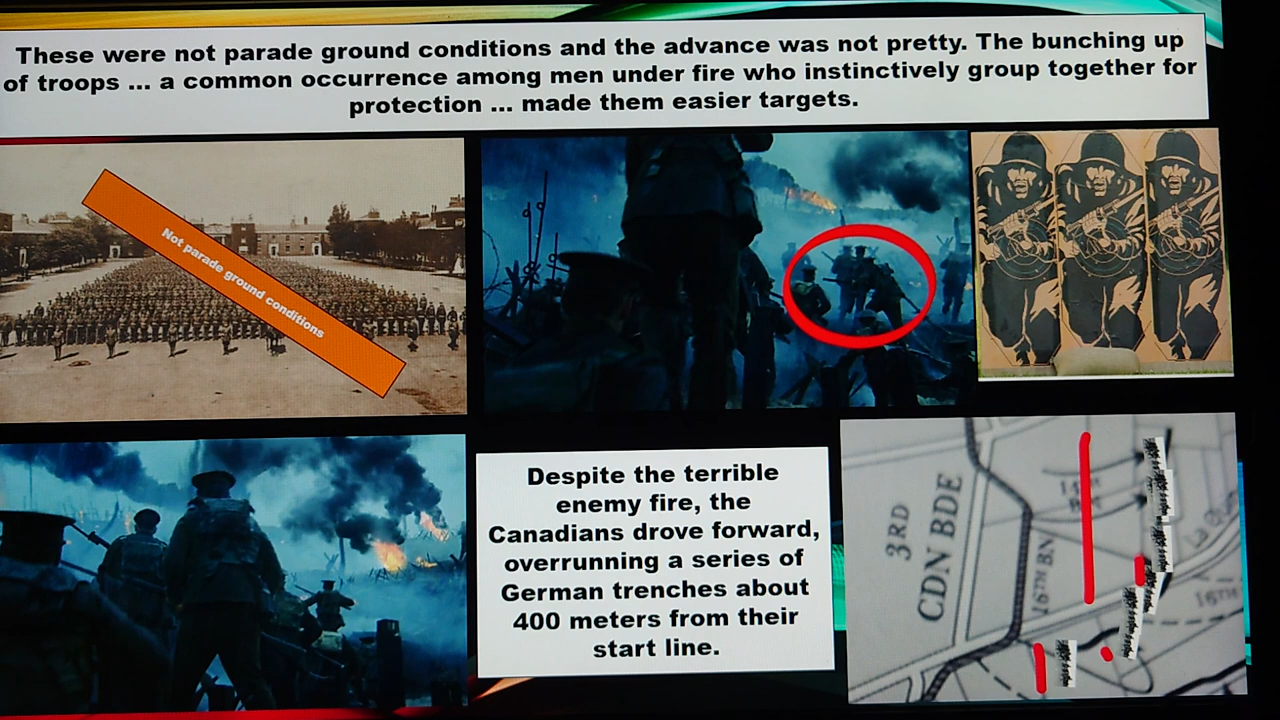 These were not parade ground conditions and the advance was not pretty. The bunching up
of troops ... a common occurrence among men under fire who instinctively group together for
protection ... made them easier targets.
Not parade ground conditions
Despite the terrible
enemy fire, the
Canadians drove forward,
overrunning a series of
German trenches about
400 meters from their
start line.
3RD
CDN BDE
16TH BN
16TH